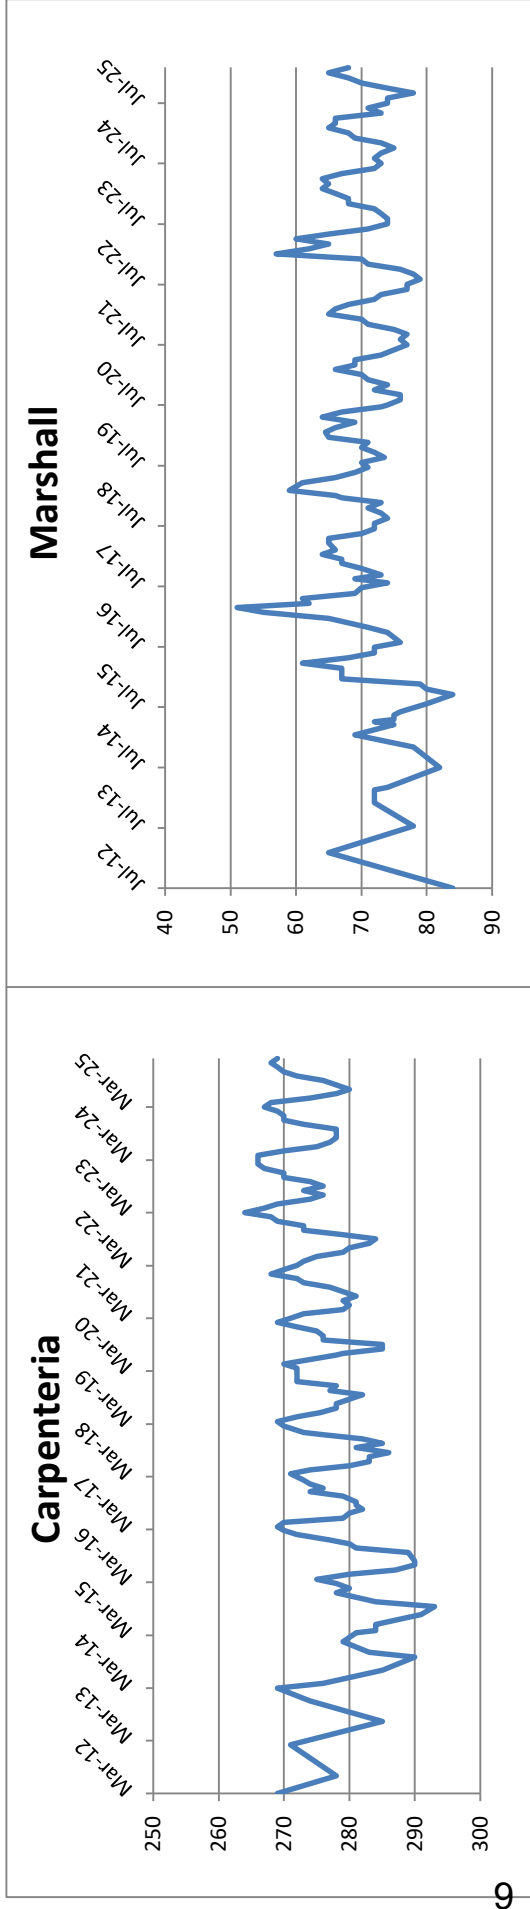 Carpenteria
250
260
270
280
290
300
Mar-12
Mar-13
Mar-14
Mar-15
Mar-16
Mar-17
Mar-18
Mar-19
Mar-20
Mar-21
Mar-22
Mar-23
Mar-24
Mar-25
Marshall
40
50
60
70
80
90
Jul-12
Jul-13
Jul-14
Jul-15
Jul-16
Jul-17
Jul-18
Jul-19
Jul-20
Jul-21
Jul-22
Jul-23
Jul-24
Jul-25
9